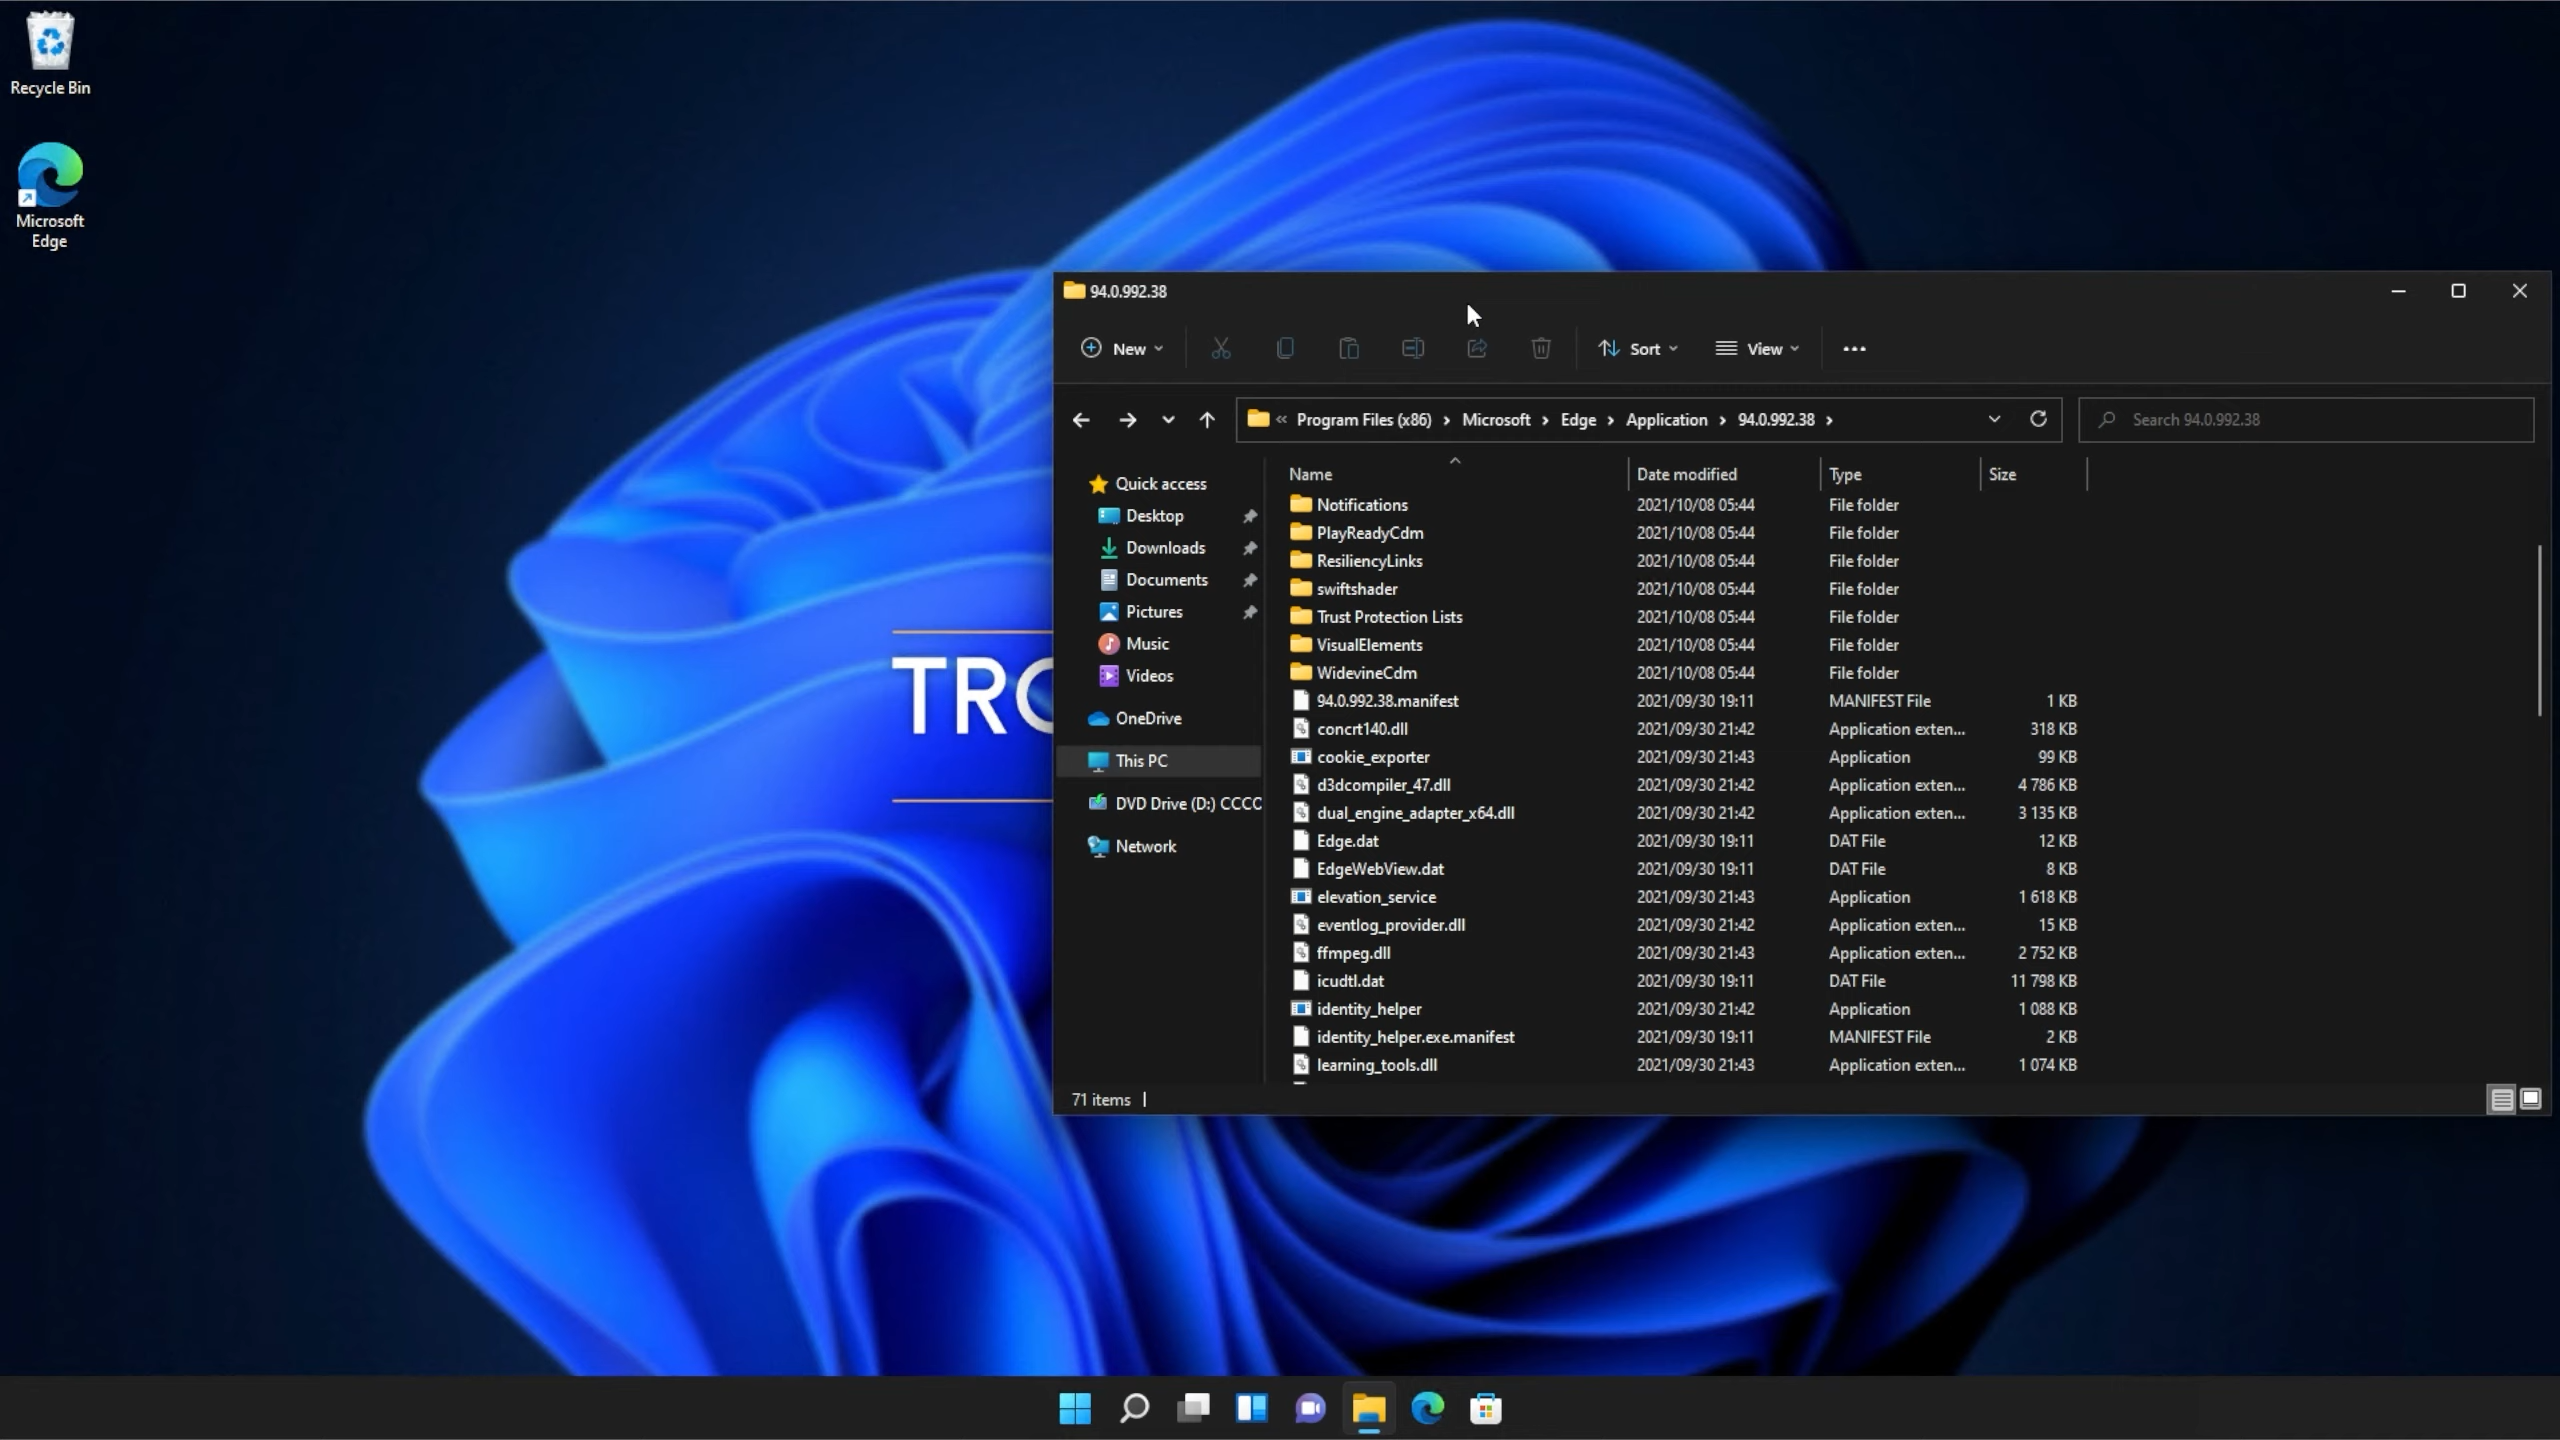 Recycle Bin
Microsoft
Edge
94.0.992.38
New
Sort
View
Program Files (x86) Microsoft Edge Application 94.0.992.38
Search 94.0.992.38
Quick access
Desktop
Downloads
Documents
Pictures
Music
Videos
OneDrive
This PC
DVD Drive (D:) CCCC
Network
Name Date modified Type Size
Notifications 2021/10/08 05:44 File folder
PlayReadyCdm 2021/10/08 05:44 File folder
ResiliencyLinks 2021/10/08 05:44 File folder
swiftshader 2021/10/08 05:44 File folder
Trust Protection Lists 2021/10/08 05:44 File folder
VisualElements 2021/10/08 05:44 File folder
WidevineCdm 2021/10/08 05:44 File folder
94.0.992.38.manifest 2021/09/30 19:11 MANIFEST File 1 KB
concrt140.dll 2021/09/30 21:42 Application exten... 318 KB
cookie_exporter 2021/09/30 21:43 Application 99 KB
d3dcompiler_47.dll 2021/09/30 21:42 Application exten... 4 786 KB
dual_engine_adapter_x64.dll 2021/09/30 21:42 Application exten... 3 135 KB
Edge.dat 2021/09/30 19:11 DAT File 12 KB
EdgeWebView.dat 2021/09/30 19:11 DAT File 8 KB
elevation_service 2021/09/30 21:43 Application 1 618 KB
eventlog_provider.dll 2021/09/30 21:42 Application exten... 15 KB
ffmpeg.dll 2021/09/30 21:43 Application exten... 2 752 KB
icudtl.dat 2021/09/30 19:11 DAT File 11 798 KB
identity_helper 2021/09/30 21:42 Application 1 088 KB
identity_helper.exe.manifest 2021/09/30 19:11 MANIFEST File 2 KB
learning_tools.dll 2021/09/30 21:43 Application exten... 1 074 KB
71 items